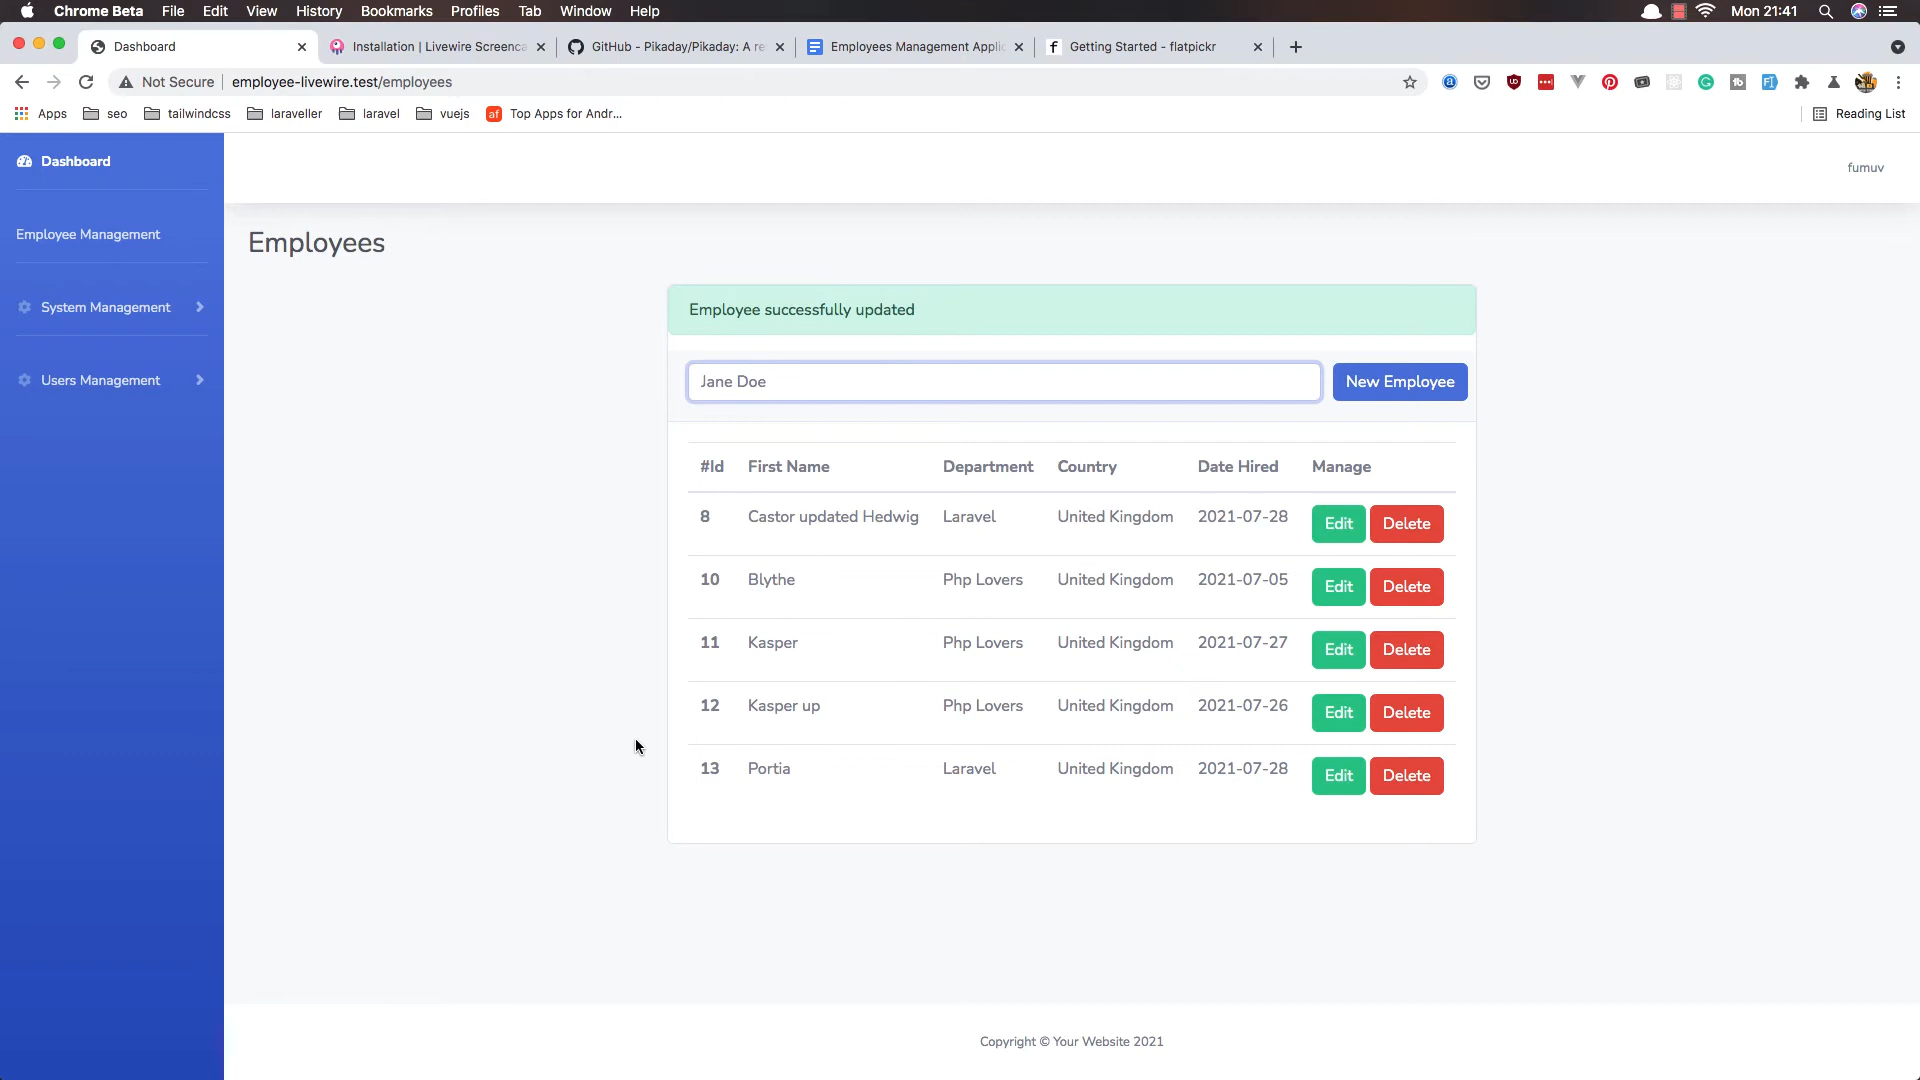 Chrome Beta File Edit View History Bookmarks Profiles Tab Window Help Mon 21:41
Dashboard Installation | Livewire Screenca GitHub - Pikaday/Pikaday: A re Employees Management Applic f Getting Started - flatpickr
Not Secure employee-livewire.test/employees
Apps seo tailwindcss laraveller laravel vuejs af Top Apps for Andr... Reading List
Dashboard
fumuv
Employee Management
System Management
Users Management
Employees
Employee successfully updated
Jane Doe New Employee
#Id First Name Department Country Date Hired Manage
8 Castor updated Hedwig Laravel United Kingdom 2021-07-28 Edit Delete
10 Blythe Php Lovers United Kingdom 2021-07-05 Edit Delete
11 Kasper Php Lovers United Kingdom 2021-07-27 Edit Delete
12 Kasper up Php Lovers United Kingdom 2021-07-26 Edit Delete
13 Portia Laravel United Kingdom 2021-07-28 Edit Delete
Copyright © Your Website 2021